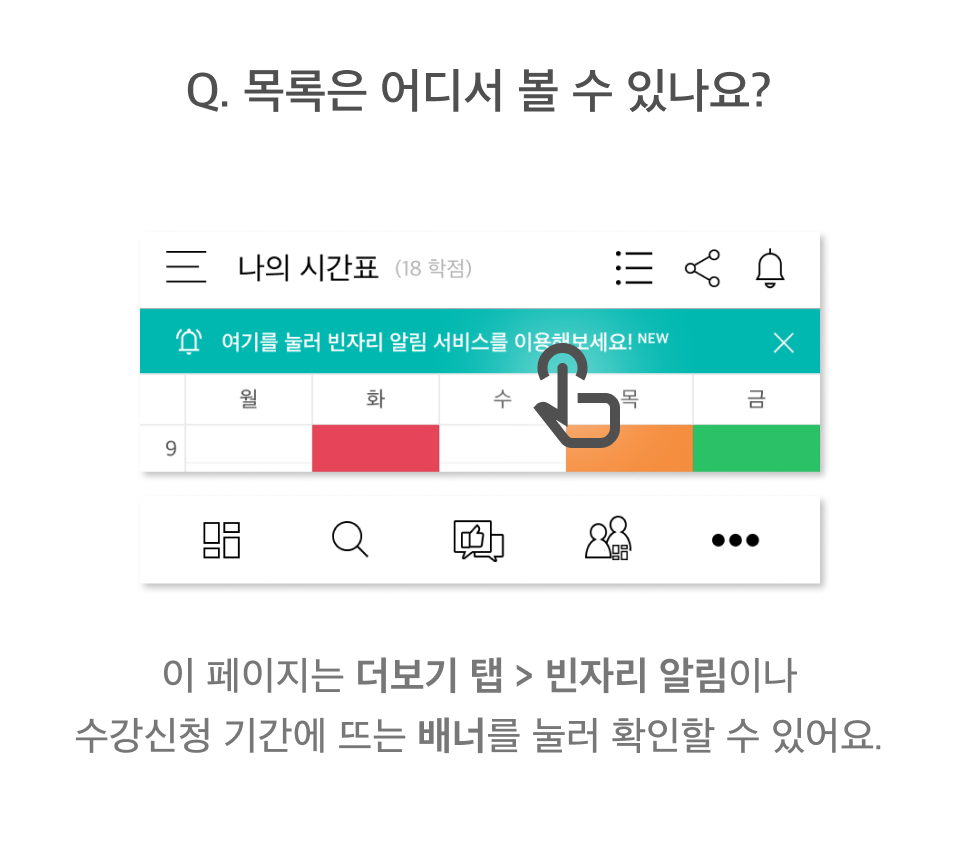 Q. 목록은 어디서 볼 수 있나요?
나의 시간표 (18 학점)
여기를 눌러 빈자리 알림 서비스를 이용해보세요! NEW
월 화 수 목 금
9
이 페이지는 더보기 탭 > 빈자리 알림이나
수강신청 기간에 뜨는 배너를 눌러 확인할 수 있어요.